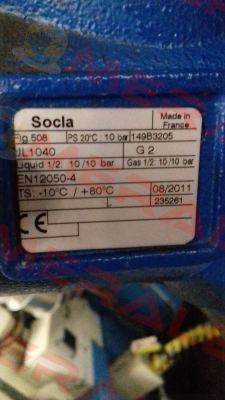 Socla
Made in France
Fig 508
PS 20°C: 10 bar
149B3205
JL1040
G 2
Liquid 1/2: 10/10 bar
Gas 1/2: 10/10 bar
EN12050-4
TS: -10°C / +80°C
08/2011
L
235261
CE